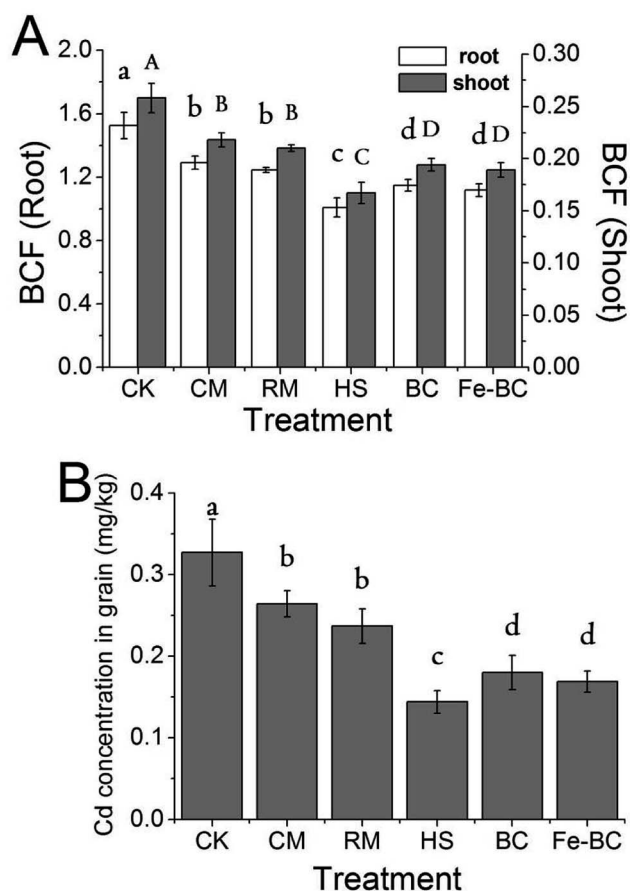 A
2.0
1.6
1.2
0.8
0.4
0.0
BCF (Root)
a A
b B
b B
c C
d D
d D
root
shoot
0.30
0.25
0.20
0.15
0.10
0.05
0.00
BCF (Shoot)
CK CM RM HS BC Fe-BC
Treatment
B
0.4
0.3
0.2
0.1
0.0
Cd concentration in grain (mg/kg)
a
b
b
c
d
d
CK CM RM HS BC Fe-BC
Treatment